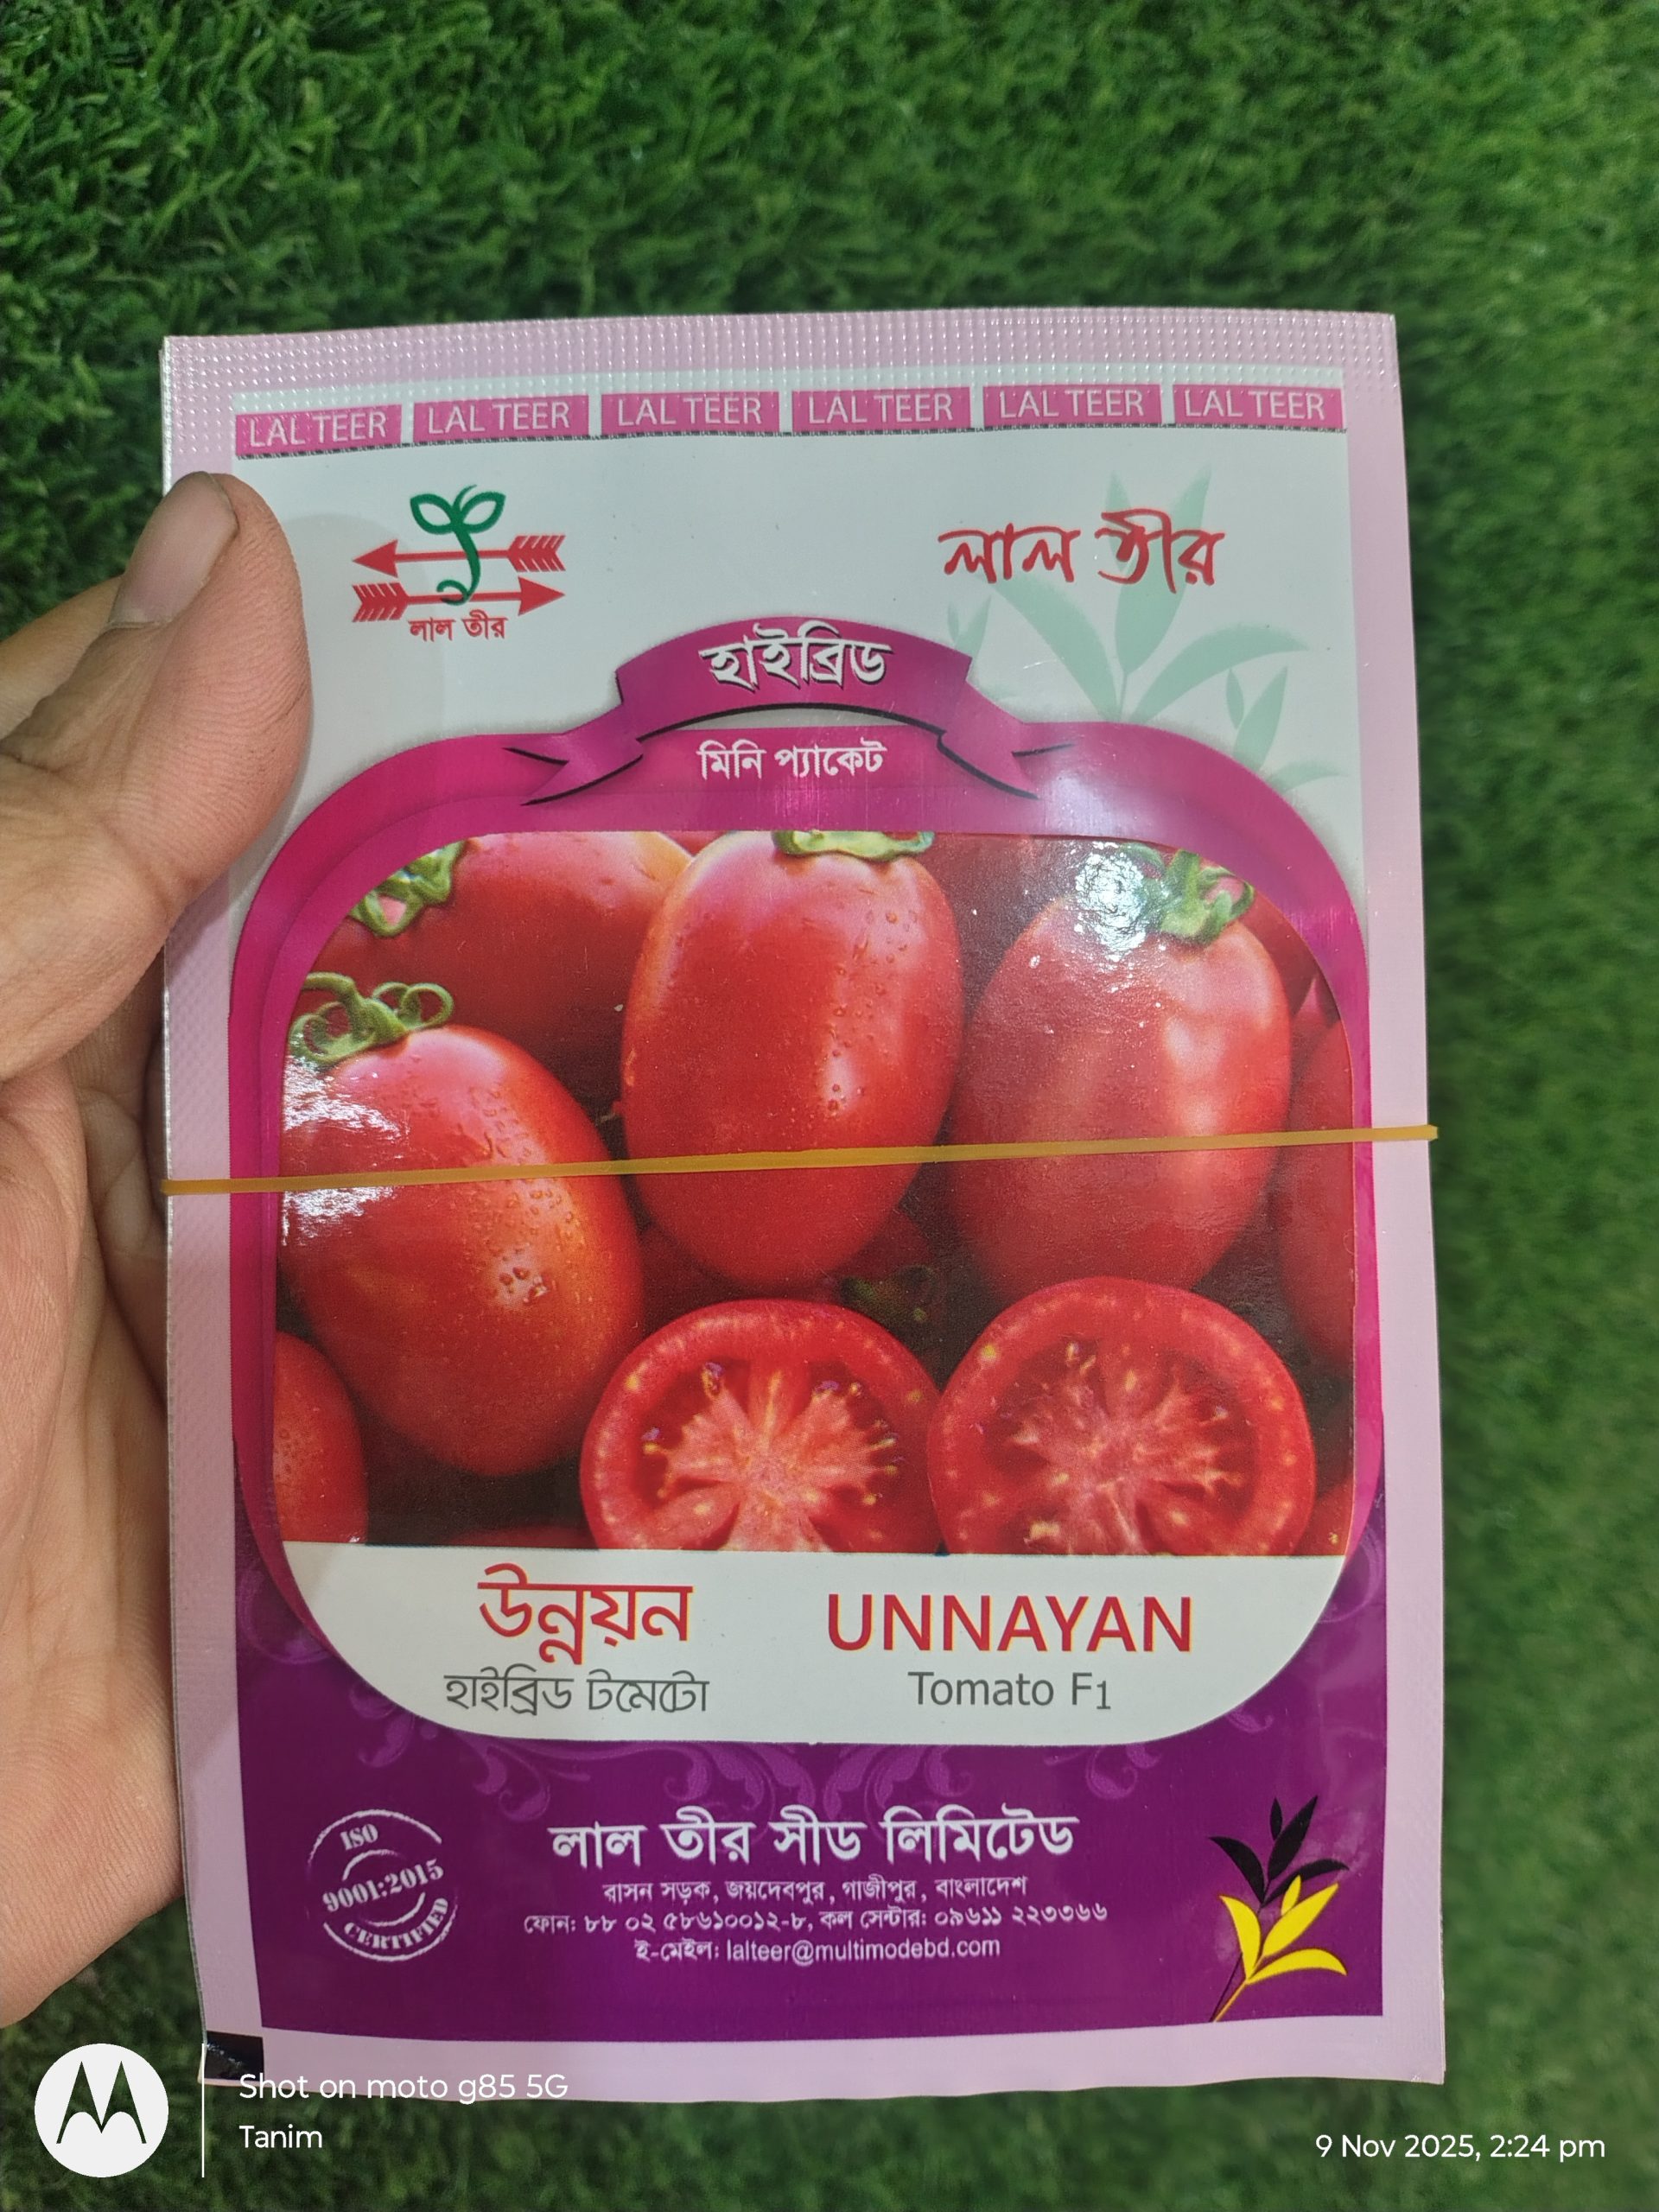 LAL TEER LAL TEER LAL TEER LAL TEER LAL TEER LAL TEER
লাল তীর
লাল তীর
হাইব্রিড
মিনি প্যাকেট
উন্নয়ন
হাইব্রিড টমেটো
UNNAYAN
Tomato F1
ISO
9001:2015
CERTIFIED
লাল তীর সীড লিমিটেড
রাসন সড়ক, জয়দেবপুর, গাজীপুর, বাংলাদেশ
ফোন: ৮৮ ০২ ৫৮৬১০০১২-৮, কল সেন্টার: ০৯৬১১ ২২৩৩৬৬
ই-মেইল: lalteer@multimodebd.com
Shot on moto g85 5G
Tanim
9 Nov 2025, 2:24 pm